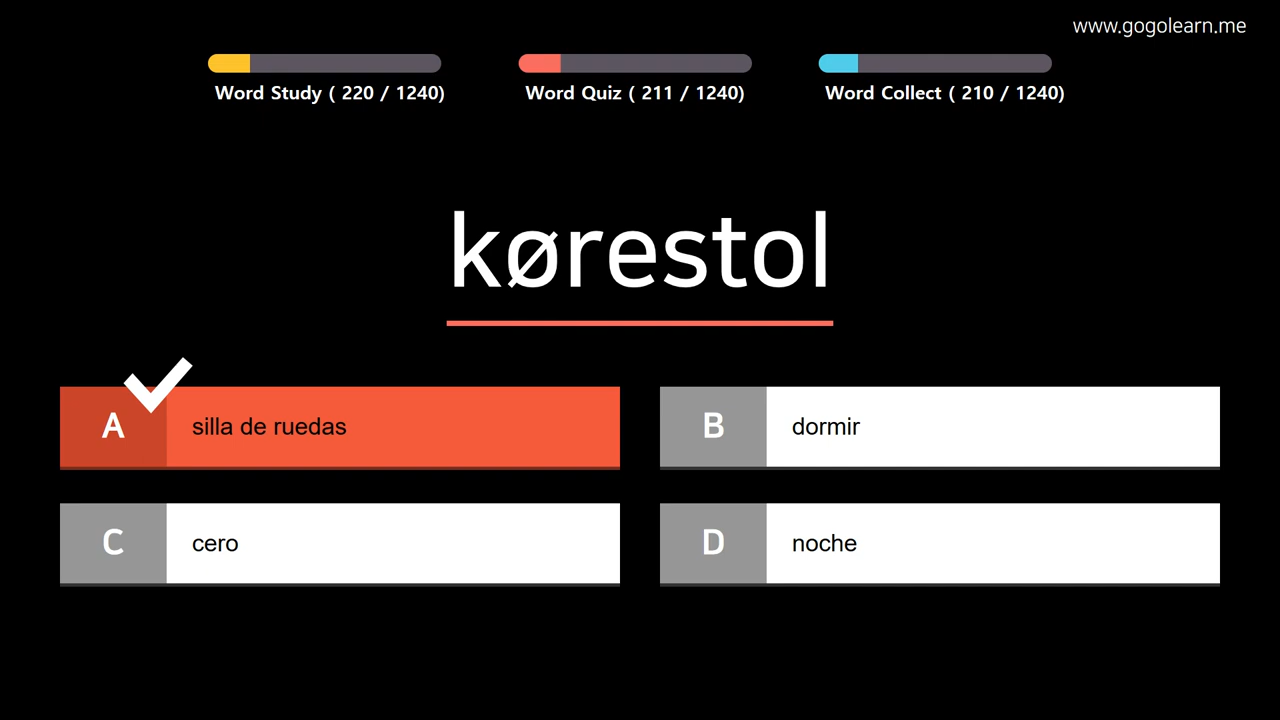 www.gogolearn.me
Word Study ( 220 / 1240)
Word Quiz ( 211 / 1240)
Word Collect ( 210 / 1240)
kørestol
A silla de ruedas
B dormir
C cero
D noche